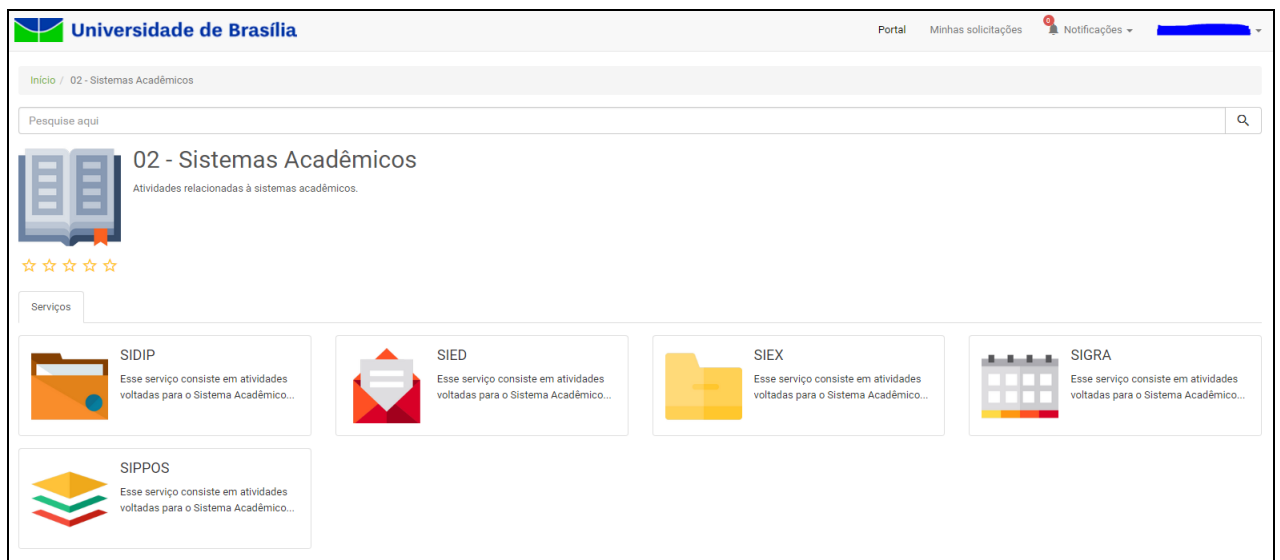 Universidade de Brasília
Portal Minhas solicitações 0 Notificações
Início / 02 - Sistemas Acadêmicos
Pesquise aqui
02 - Sistemas Acadêmicos
Atividades relacionadas à sistemas acadêmicos.
Serviços
SIDIP
Esse serviço consiste em atividades
voltadas para o Sistema Acadêmico...
SIED
Esse serviço consiste em atividades
voltadas para o Sistema Acadêmico...
SIEX
Esse serviço consiste em atividades
voltadas para o Sistema Acadêmico...
SIGRA
Esse serviço consiste em atividades
voltadas para o Sistema Acadêmico...
SIPPOS
Esse serviço consiste em atividades
voltadas para o Sistema Acadêmico...